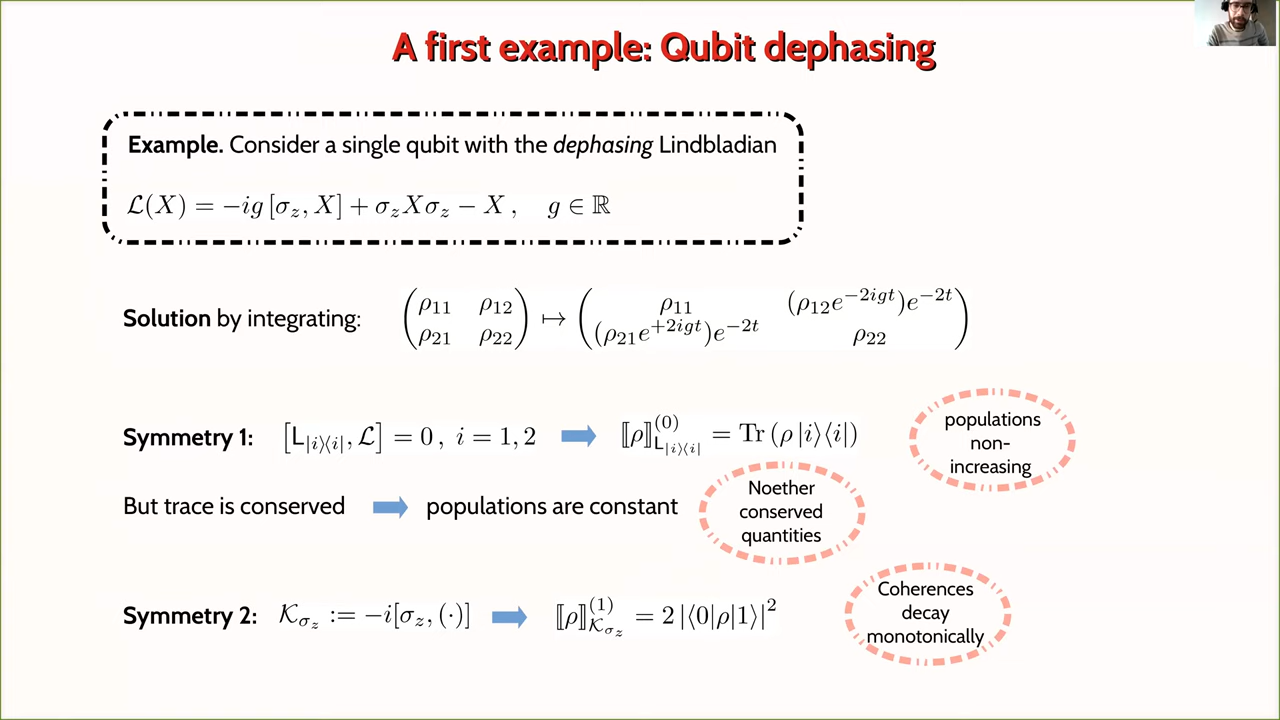 A first example: Qubit dephasing
Example. Consider a single qubit with the dephasing Lindbladian
ℒ(X) = −ig [σ_z, X] + σ_z X σ_z − X ,    g ∈ ℝ
Solution by integrating: ( ρ₁₁ ρ₁₂ ; ρ₂₁ ρ₂₂ ) ↦ ( ρ₁₁ (ρ₁₂e^{−2igt})e^{−2t} ; (ρ₂₁e^{+2igt})e^{−2t} ρ₂₂ )
Symmetry 1: [L_{|i⟩⟨i|}, ℒ] = 0 , i = 1, 2 ⟦ρ⟧^{(0)}_{L_{|i⟩⟨i|}} = Tr (ρ |i⟩⟨i|)
populations
non-
increasing
But trace is conserved populations are constant
Noether
conserved
quantities
Symmetry 2: 𝒦_{σ_z} := −i[σ_z, (·)] ⟦ρ⟧^{(1)}_{𝒦_{σ_z}} = 2 |⟨0|ρ|1⟩|²
Coherences
decay
monotonically